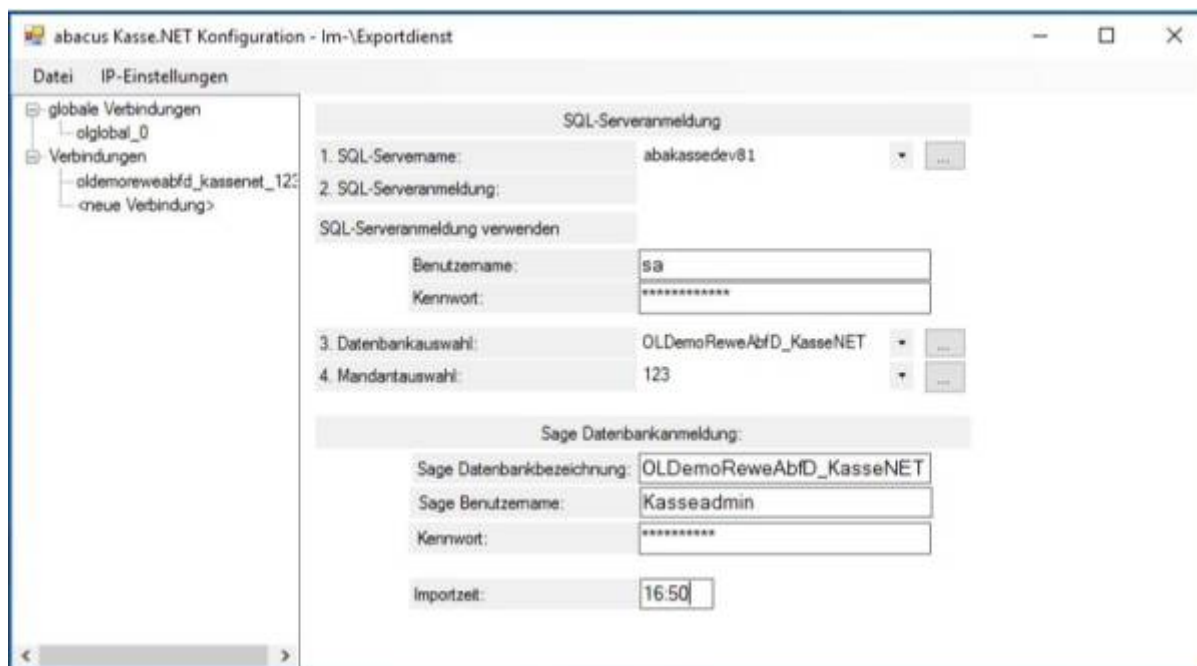 abacus Kasse.NET Konfiguration - Im-\Exportdienst
Datei IP-Einstellungen
globale Verbindungen
olglobal_0
Verbindungen
oldemoreweabfd_kassenet_123
<neue Verbindung>
SQL-Serveranmeldung
1. SQL-Servername: abakassedev81 ...
2. SQL-Serveranmeldung:
SQL-Serveranmeldung verwenden
Benutzername: sa
Kennwort: ************
3. Datenbankauswahl: OLDemoReweAbfD_KasseNET ...
4. Mandantauswahl: 123 ...
Sage Datenbankanmeldung:
Sage Datenbankbezeichnung: OLDemoReweAbfD_KasseNET
Sage Benutzername: Kasseadmin
Kennwort: **********
Importzeit: 16:50